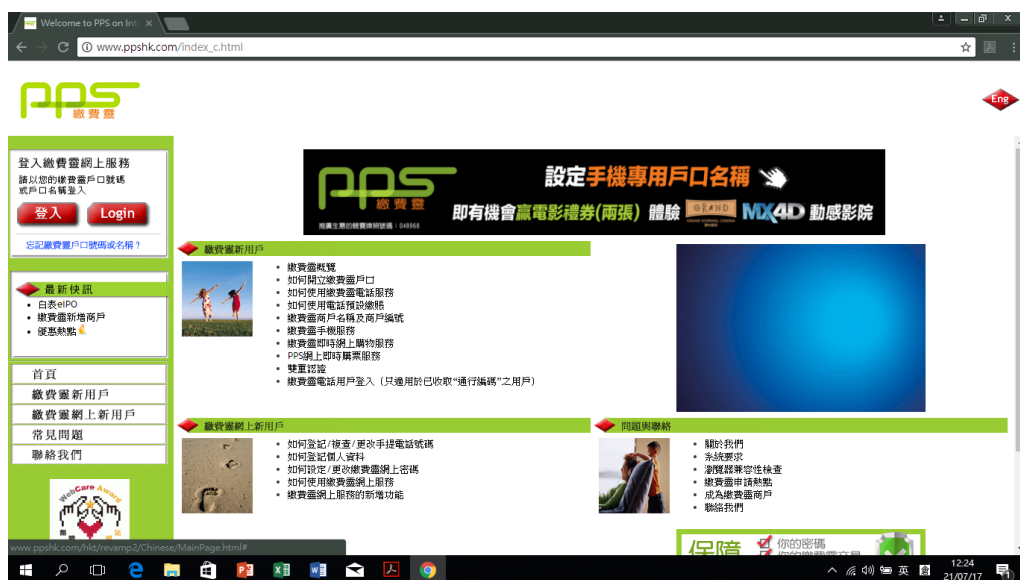 Welcome to PPS on Int
www.ppshk.com/index_c.html
pps
繳費靈
Eng
登入繳費靈網上服務
請以您的繳費靈戶口號碼
或戶口名稱登入
登入
Login
忘記繳費靈戶口號碼或名稱？
最新快訊
白表eIPO
繳費靈新增商戶
優惠熱點
首頁
繳費靈新用戶
繳費靈網上新用戶
常見問題
聯絡我們
WebCare Award
pps
繳費靈
推廣生意的競賽牌照號碼：048968
設定手機專用戶口名稱
即有機會贏電影禮券(兩張) 體驗 GRAND MX4D 動感影院
繳費靈新用戶
繳費靈概覽
如何開立繳費靈戶口
如何使用繳費靈電話服務
如何使用電話預設繳賬
繳費靈商戶名稱及商戶編號
繳費靈手機服務
繳費靈即時網上購物服務
PPS網上即時購票服務
雙重認證
繳費靈電話用戶登入（只適用於已收取“通行編碼”之用戶）
繳費靈網上新用戶
如何登記/複查/更改手提電話號碼
如何登記個人資料
如何設定/更改繳費靈網上密碼
如何使用繳費靈網上服務
繳費靈網上服務的新增功能
問題與聯絡
關於我們
系統要求
瀏覽器兼容性檢查
繳費靈申請熱點
成為繳費靈商戶
聯絡我們
保障
你的密碼
www.ppshk.com/hkt/revamp2/Chinese/MainPage.html#
英
12:24
21/07/17